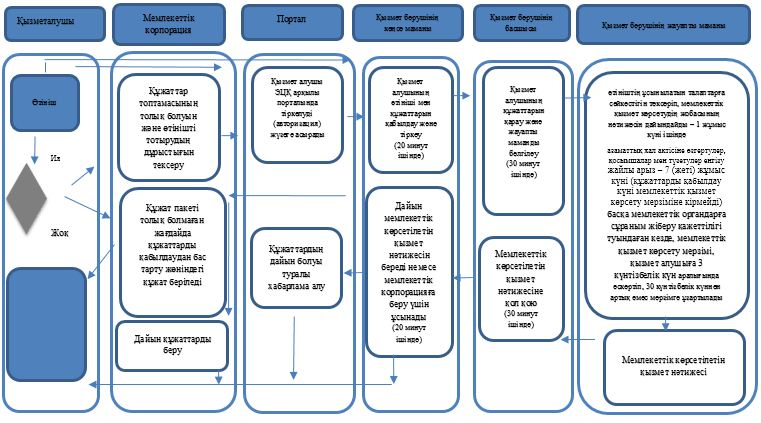 Қызметалушы
Мемлекеттік
корпорация
Портал
Қызмет берушінің
кеңсе маманы
Қызмет берушінің
басшысы
Қызмет берушінің жауапты маманы
Өтініш
Ия
Жоқ
Құжаттар
топтамасының
толық болуын
және өтінішті
тотырудың
дұрыстығын
тексеру
Құжат пакеті
толық болмаған
жағдайда
құжаттарды
қабылдаудан бас
тарту жөніндегі
құжат беріледі
Дайын құжаттарды
беру
Қызмет алушы
ЭЦҚ арқылы
порталында
тіркелуді
(авторизация)
жүзеге асырады
Құжаттардың
дайын болуы
туралы
хабарлама алу
Қызмет
алушының
өтініші мен
құжаттарын
қабылдау және
тіркеу
(20 минут
ішінде)
Дайын
мемлекеттік
көрсетілетін
қызмет
нәтижесін
береді немесе
мемлекеттік
корпорацияға
беру үшін
ұсынады
(20 минут
ішінде)
Қызмет
алушының
құжаттарын
қарау және
жауапты
маманды
белгілеу
(30 минут
ішінде)
Мемлекеттік
көрсетілетін
қызмет
нәтижесіне
қол қою
(30 минут
ішінде)
өтініштің ұсынылатын талаптарға
сәйкестігін тексеріп, мемлекеттік
қызмет көрсетудің жобасының
нәтижесін дайындайды – 1 жұмыс
күні ішінде
азаматтық хал актісіне өзгертулер,
қосымшалар мен түзетулер енгізу
жайлы арыз – 7 (жеті) жұмыс
күні (құжаттарды қабылдау
күні мемлекеттік қызмет
көрсету мерзіміне кірмейді)
басқа мемлекеттік органдарға
сұраным жіберу қажеттілігі
туындаған кезде, мемлекеттік
қызмет көрсету мерзімі,
қызмет алушыға 3
күнтізбелік күн аралығында
ескертіп, 30 күнтізбелік күннен
артық емес мерзімге ұзартылады
Мемлекеттік көрсетілетін
қызмет нәтижесі